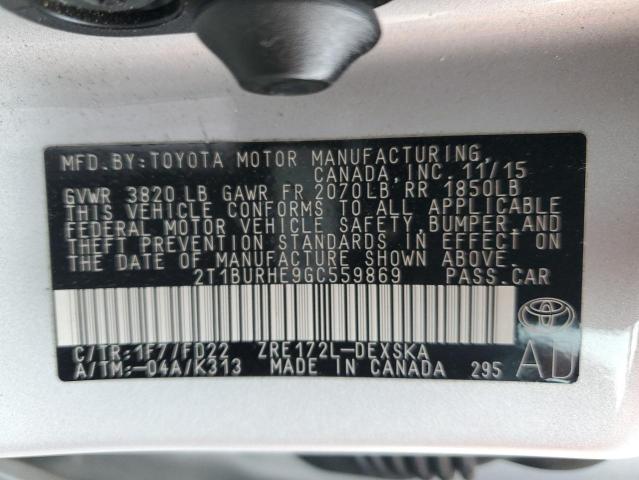 MFD.BY:TOYOTA MOTOR MANUFACTURING,
CANADA, INC. 11/15
GVWR 3820 LB GAWR FR 2070LB RR 1850LB
THIS VEHICLE CONFORMS TO ALL APPLICABLE
FEDERAL MOTOR VEHICLE SAFETY, BUMPER, AND
THEFT PREVENTION STANDARDS IN EFFECT ON
THE DATE OF MANUFACTURE SHOWN ABOVE.
2T1BURHE9GC559869 PASS.CAR
C/TR:1F7/FD22 ZRE172L-DEXSKA
A/TM:-04A/K313 MADE IN CANADA 295
AD